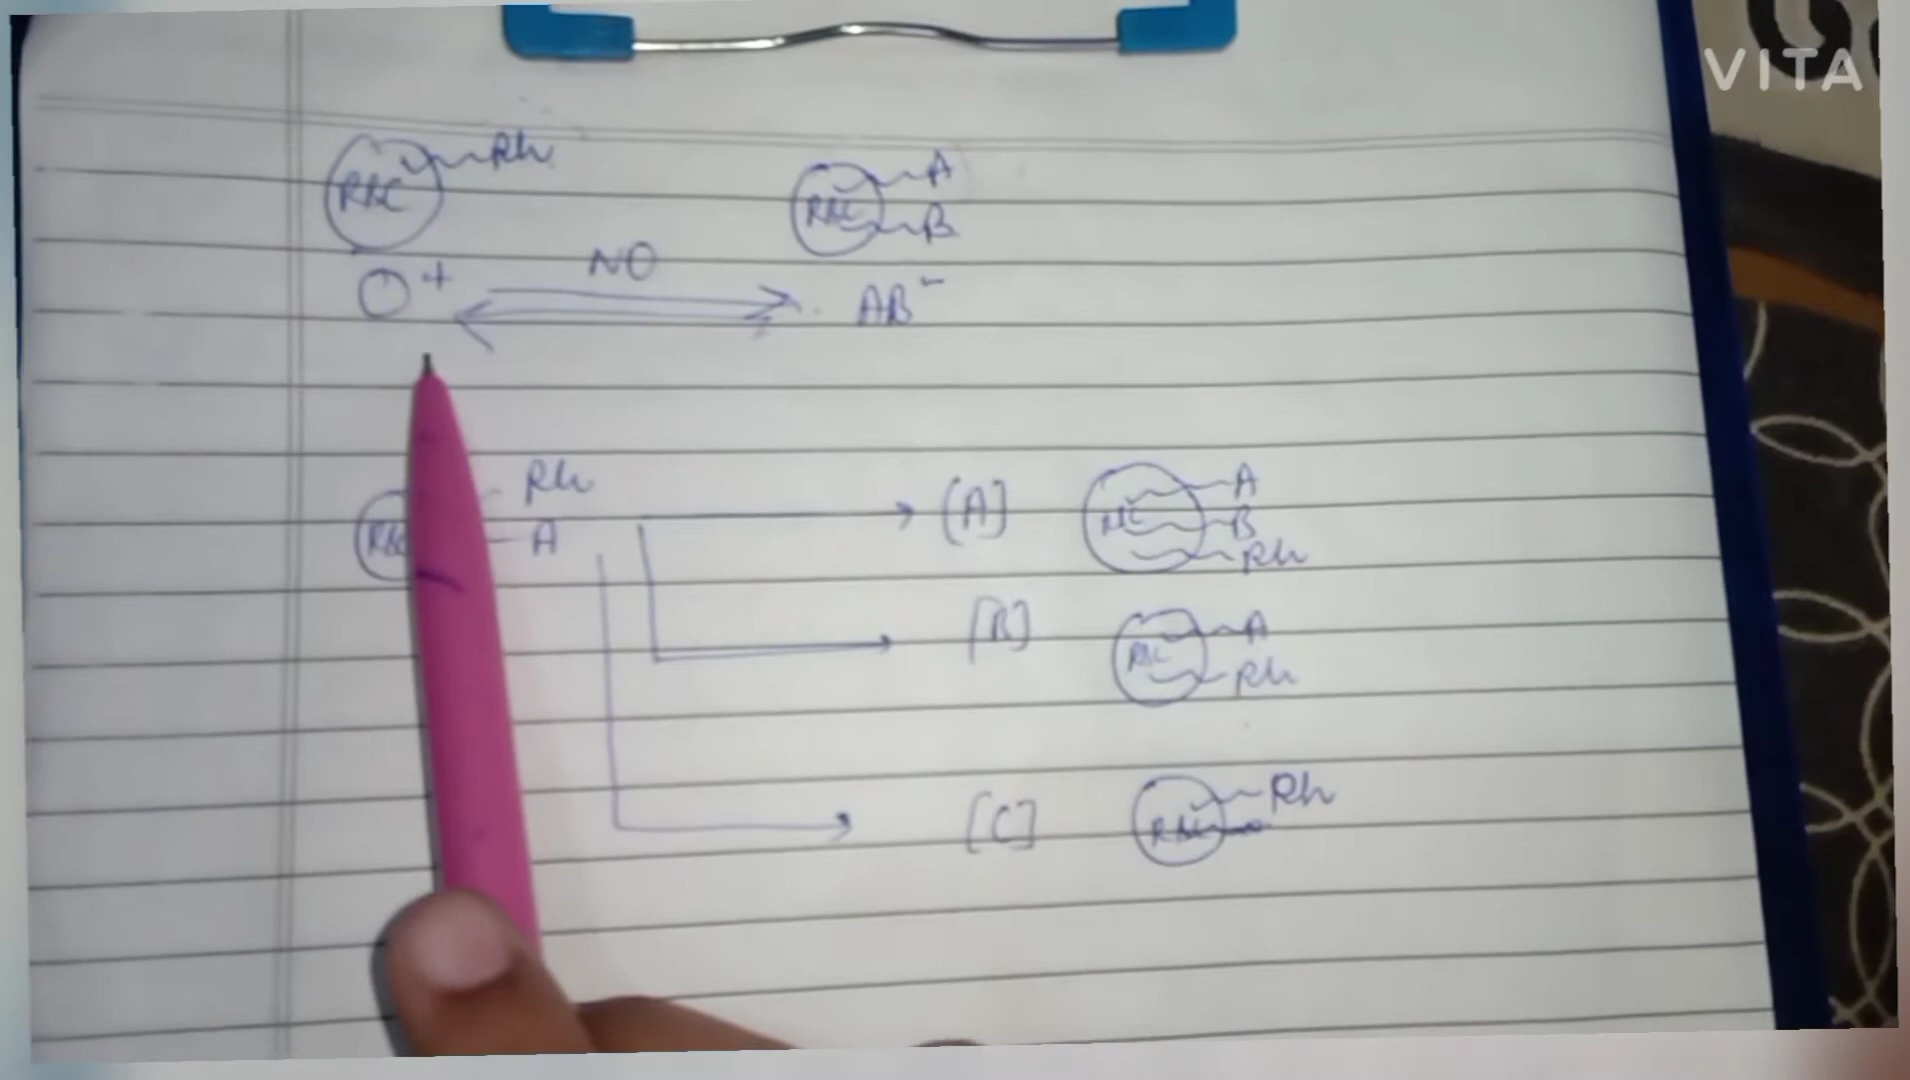 VITA
RBC Rh
RBC A
B
O+ NO AB-
Rh
RBC A
[A] RBC A
B
Rh
[B] RBC A
Rh
[C] RBC Rh